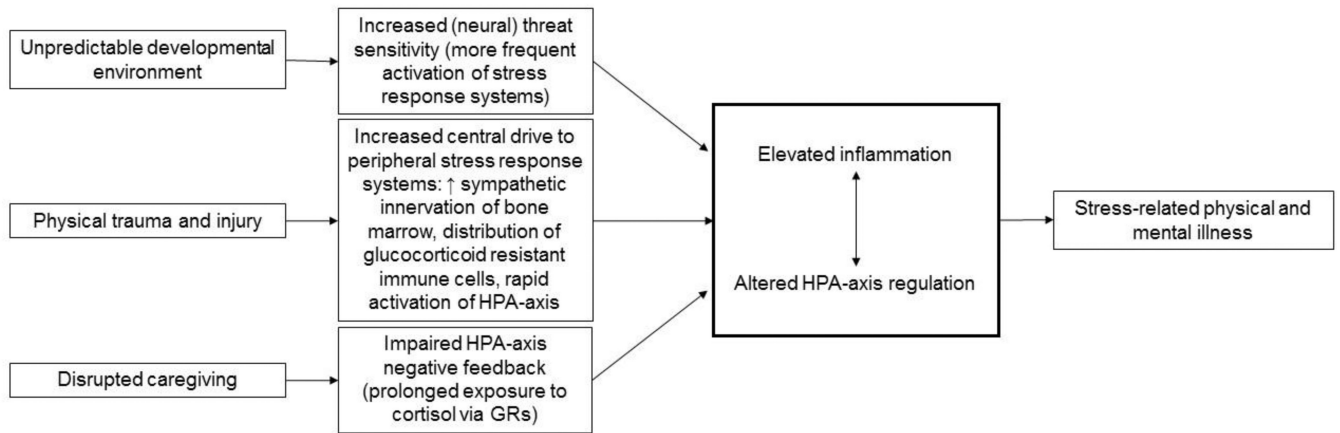 Unpredictable developmental
environment
Increased (neural) threat
sensitivity (more frequent
activation of stress
response systems)
Physical trauma and injury
Increased central drive to
peripheral stress response
systems: ↑ sympathetic
innervation of bone
marrow, distribution of
glucocorticoid resistant
immune cells, rapid
activation of HPA-axis
Disrupted caregiving
Impaired HPA-axis
negative feedback
(prolonged exposure to
cortisol via GRs)
Elevated inflammation
Altered HPA-axis regulation
Stress-related physical and
mental illness